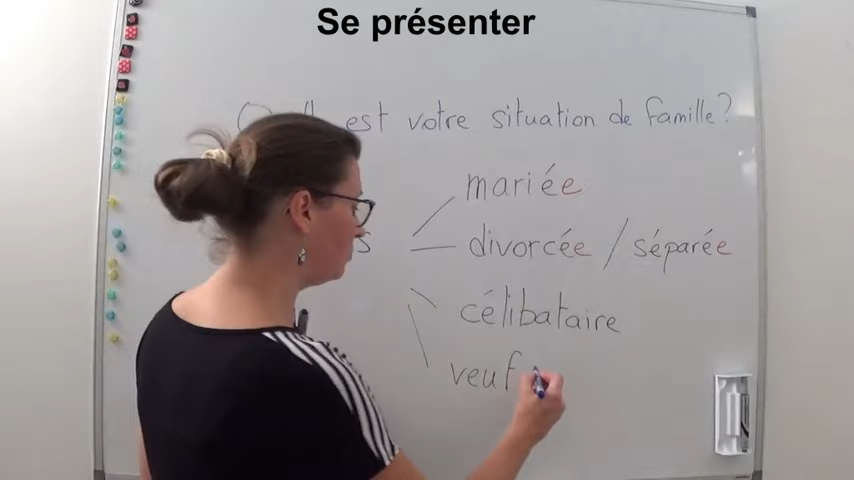 Se présenter
est votre situation de famille?
mariée
divorcée / séparée
célibataire
veuf